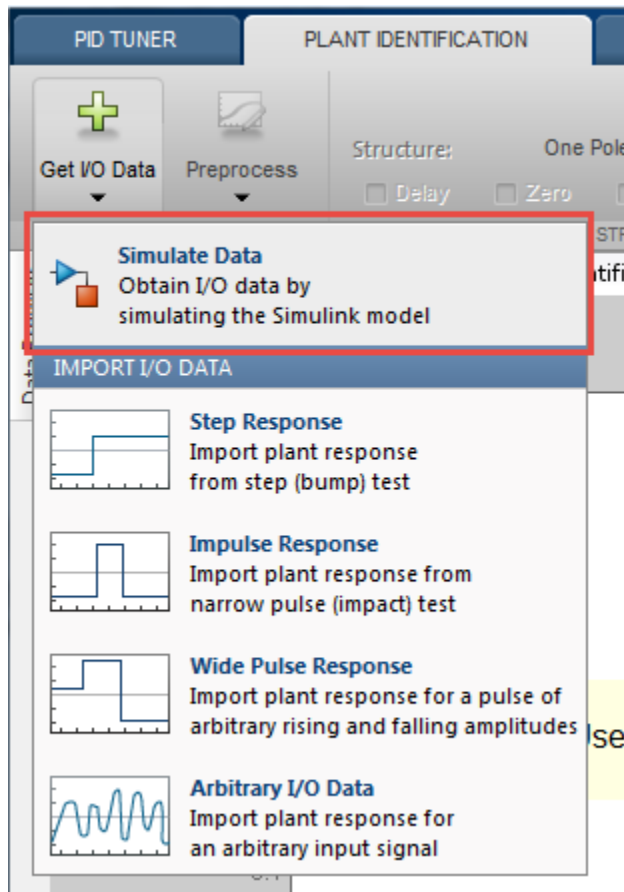 PID TUNER
PLANT IDENTIFICATION
Get I/O Data
Preprocess
Structure:
One Pole
Delay
Zero
Simulate Data
Obtain I/O data by
simulating the Simulink model
IMPORT I/O DATA
Step Response
Import plant response
from step (bump) test
Impulse Response
Import plant response from
narrow pulse (impact) test
Wide Pulse Response
Import plant response for a pulse of
arbitrary rising and falling amplitudes
Arbitrary I/O Data
Import plant response for
an arbitrary input signal